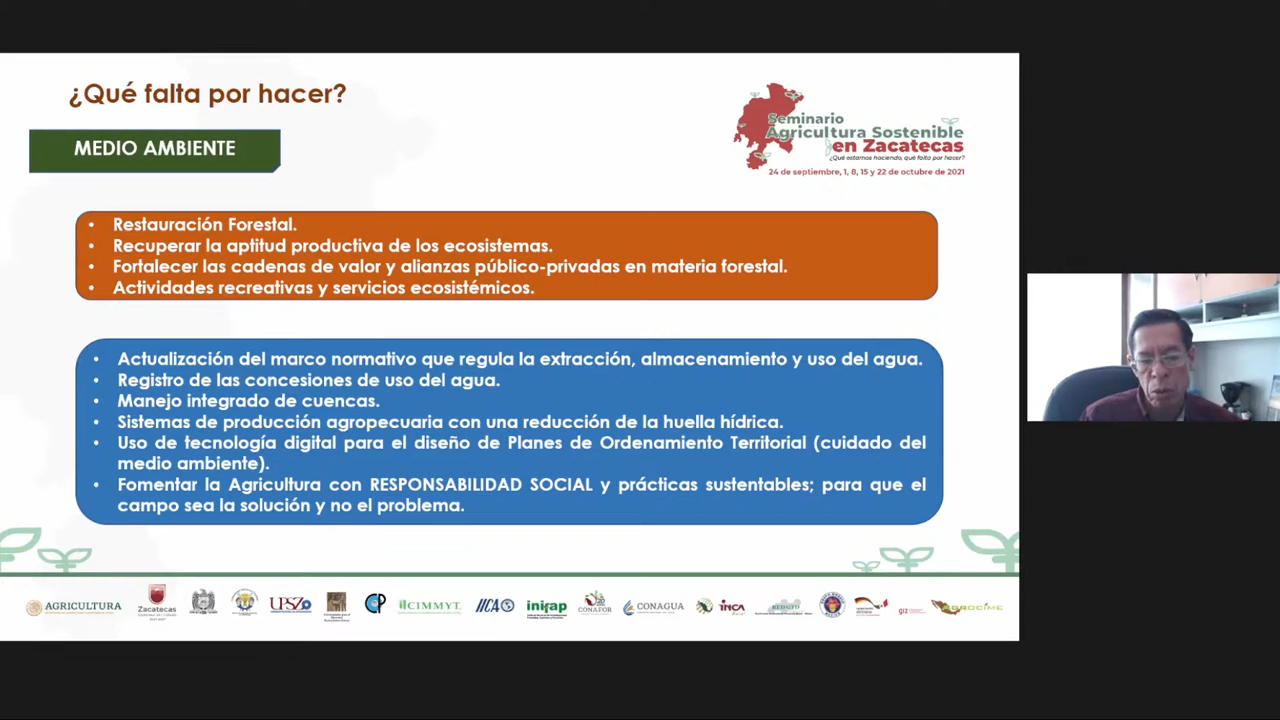 ¿Qué falta por hacer?
MEDIO AMBIENTE
Seminario
Agricultura Sostenible
en Zacatecas
¿Qué estamos haciendo, qué falta por hacer?
24 de septiembre, 1, 8, 15 y 22 de octubre de 2021
• Restauración Forestal.
• Recuperar la aptitud productiva de los ecosistemas.
• Fortalecer las cadenas de valor y alianzas público-privadas en materia forestal.
• Actividades recreativas y servicios ecosistémicos.
• Actualización del marco normativo que regula la extracción, almacenamiento y uso del agua.
• Registro de las concesiones de uso del agua.
• Manejo integrado de cuencas.
• Sistemas de producción agropecuaria con una reducción de la huella hídrica.
• Uso de tecnología digital para el diseño de Planes de Ordenamiento Territorial (cuidado del
medio ambiente).
• Fomentar la Agricultura con RESPONSABILIDAD SOCIAL y prácticas sustentables; para que el
campo sea la solución y no el problema.
AGRICULTURA Zacatecas UPSZ CP CIMMYT IICA inifap CONAFOR CONAGUA INCA REDGTD giz AGROCIME